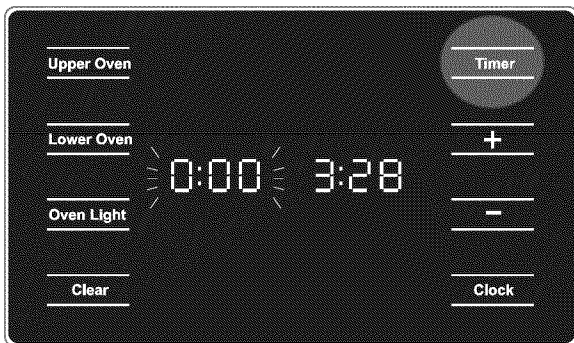 Upper Oven
Timer
Lower Oven
+
0:00 3:28
Oven Light
-
Clear
Clock